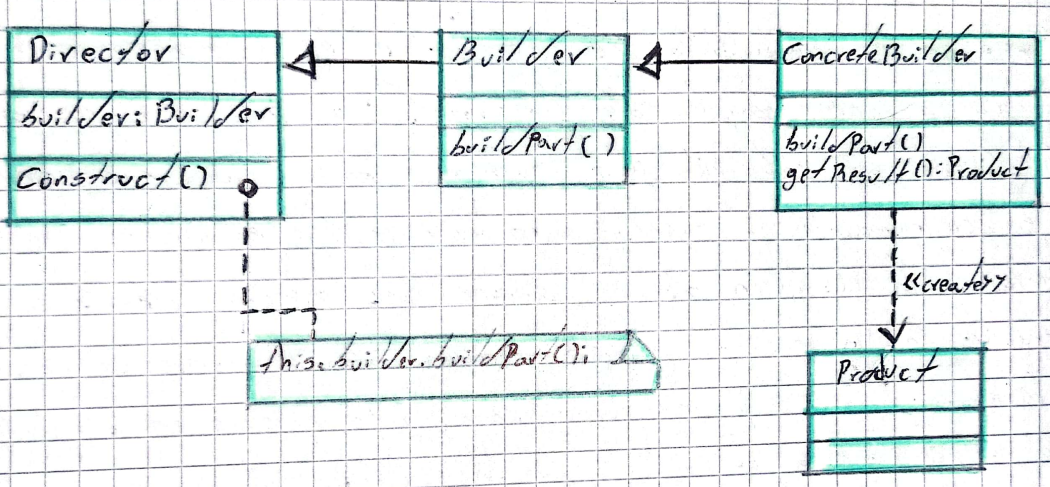 Director
builder: Builder
Construct()
Builder
buildPart()
ConcreteBuilder
buildPart()
getResult(): Product
<<create>>
this.builder.buildPart();
Product